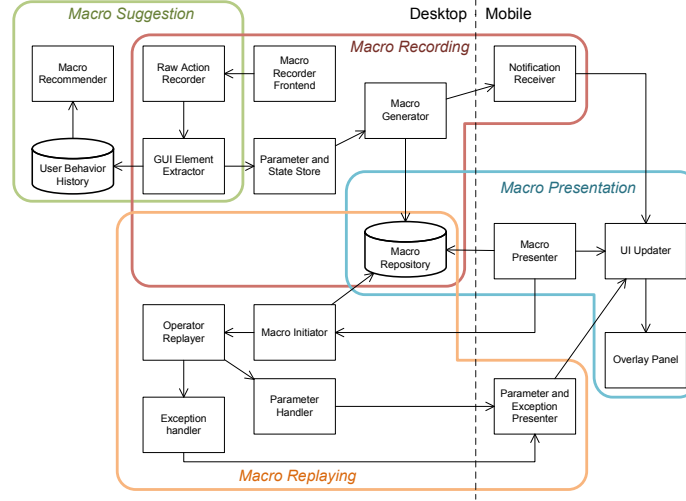 Macro Suggestion
Desktop
Mobile
Macro Recording
Macro
Recommender
Raw Action
Recorder
Macro
Recorder
Frontend
Notification
Receiver
Macro
Generator
User Behavior
History
GUI Element
Extractor
Parameter and
State Store
Macro Presentation
Macro
Repository
Macro
Presenter
UI Updater
Operator
Replayer
Macro Initiator
Overlay Panel
Parameter
Handler
Parameter and
Exception
Presenter
Exception
handler
Macro Replaying